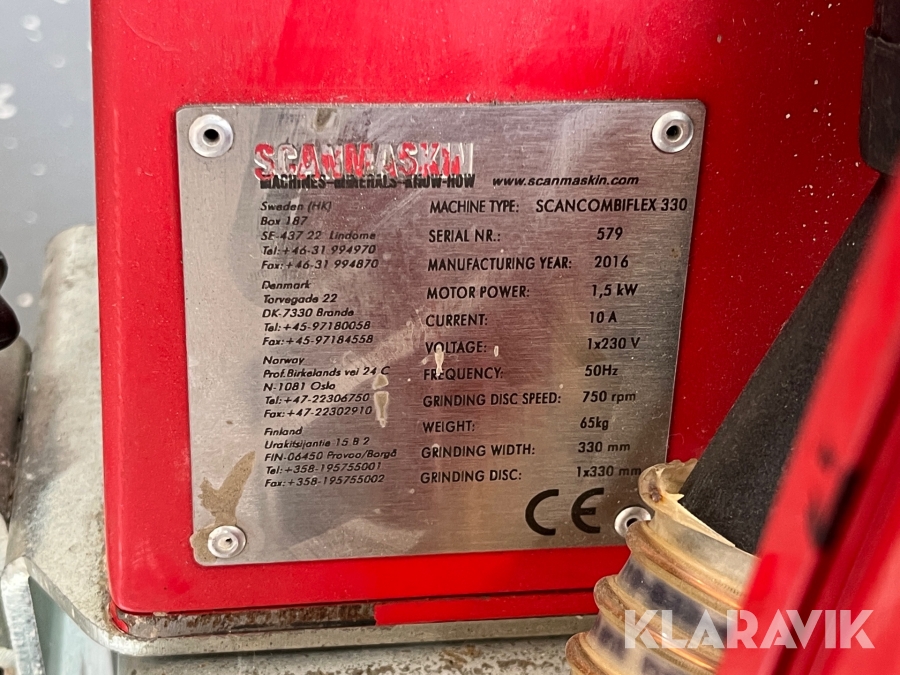 SCANMASKIN
MACHINES-MINERALS-KNOW-HOW
www.scanmaskin.com
Sweden (HK)
Box 187
SE-437 22 Lindome
Tel: +46-31 994970
Fax: +46-31 994870
Denmark
Torvegade 22
DK-7330 Brande
Tel: +45-97180058
Fax: +45-97184558
Norway
Prof.Birkelands vei 24 C
N-1081 Oslo
Tel: +47-22306750
Fax: +47-22302910
Finland
Urakitsijantie 15 B 2
FIN-06450 Provoo/Borgå
Tel: +358-195755001
Fax: +358-195755002
MACHINE TYPE: SCANCOMBIFLEX 330
SERIAL NR.: 579
MANUFACTURING YEAR: 2016
MOTOR POWER: 1,5 kW
CURRENT: 10 A
VOLTAGE: 1x230 V
FREQUENCY: 50Hz
GRINDING DISC SPEED: 750 rpm
WEIGHT: 65kg
GRINDING WIDTH: 330 mm
GRINDING DISC: 1x330 mm
CE
KLARAVIK